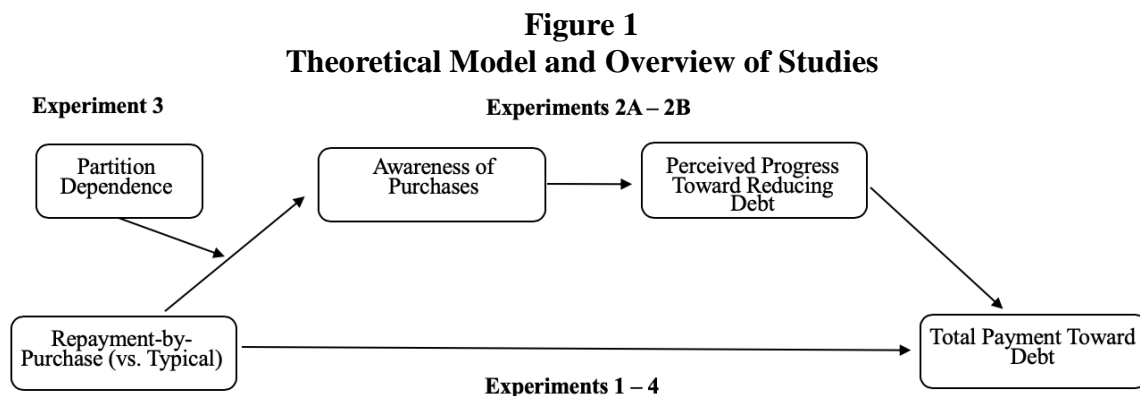 Figure 1
Theoretical Model and Overview of Studies
Experiment 3
Experiments 2A – 2B
Partition
Dependence
Awareness of
Purchases
Perceived Progress
Toward Reducing
Debt
Repayment-by-
Purchase (vs. Typical)
Total Payment Toward
Debt
Experiments 1 – 4